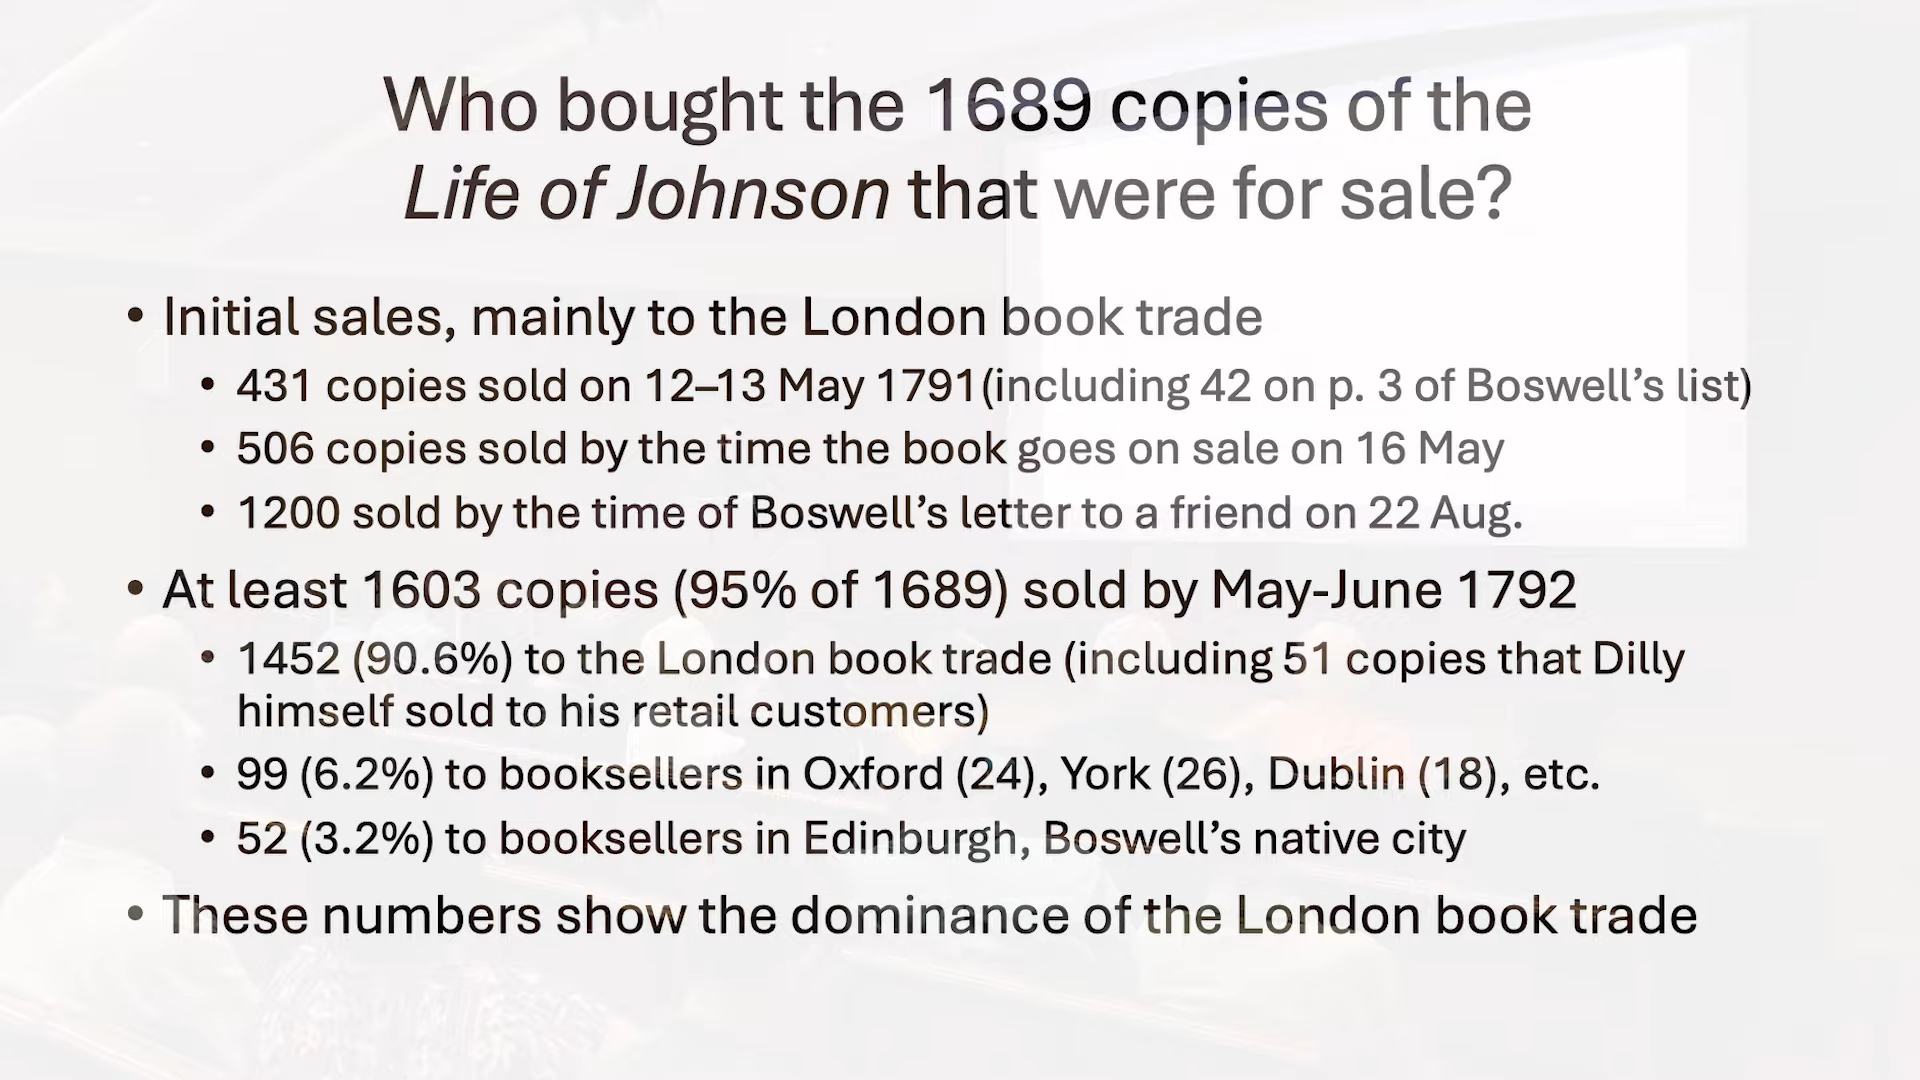 Who bought the 1689 copies of the
Life of Johnson that were for sale?
• Initial sales, mainly to the London book trade
• 431 copies sold on 12–13 May 1791(including 42 on p. 3 of Boswell’s list)
• 506 copies sold by the time the book goes on sale on 16 May
• 1200 sold by the time of Boswell’s letter to a friend on 22 Aug.
• At least 1603 copies (95% of 1689) sold by May-June 1792
• 1452 (90.6%) to the London book trade (including 51 copies that Dilly
himself sold to his retail customers)
• 99 (6.2%) to booksellers in Oxford (24), York (26), Dublin (18), etc.
• 52 (3.2%) to booksellers in Edinburgh, Boswell’s native city
• These numbers show the dominance of the London book trade